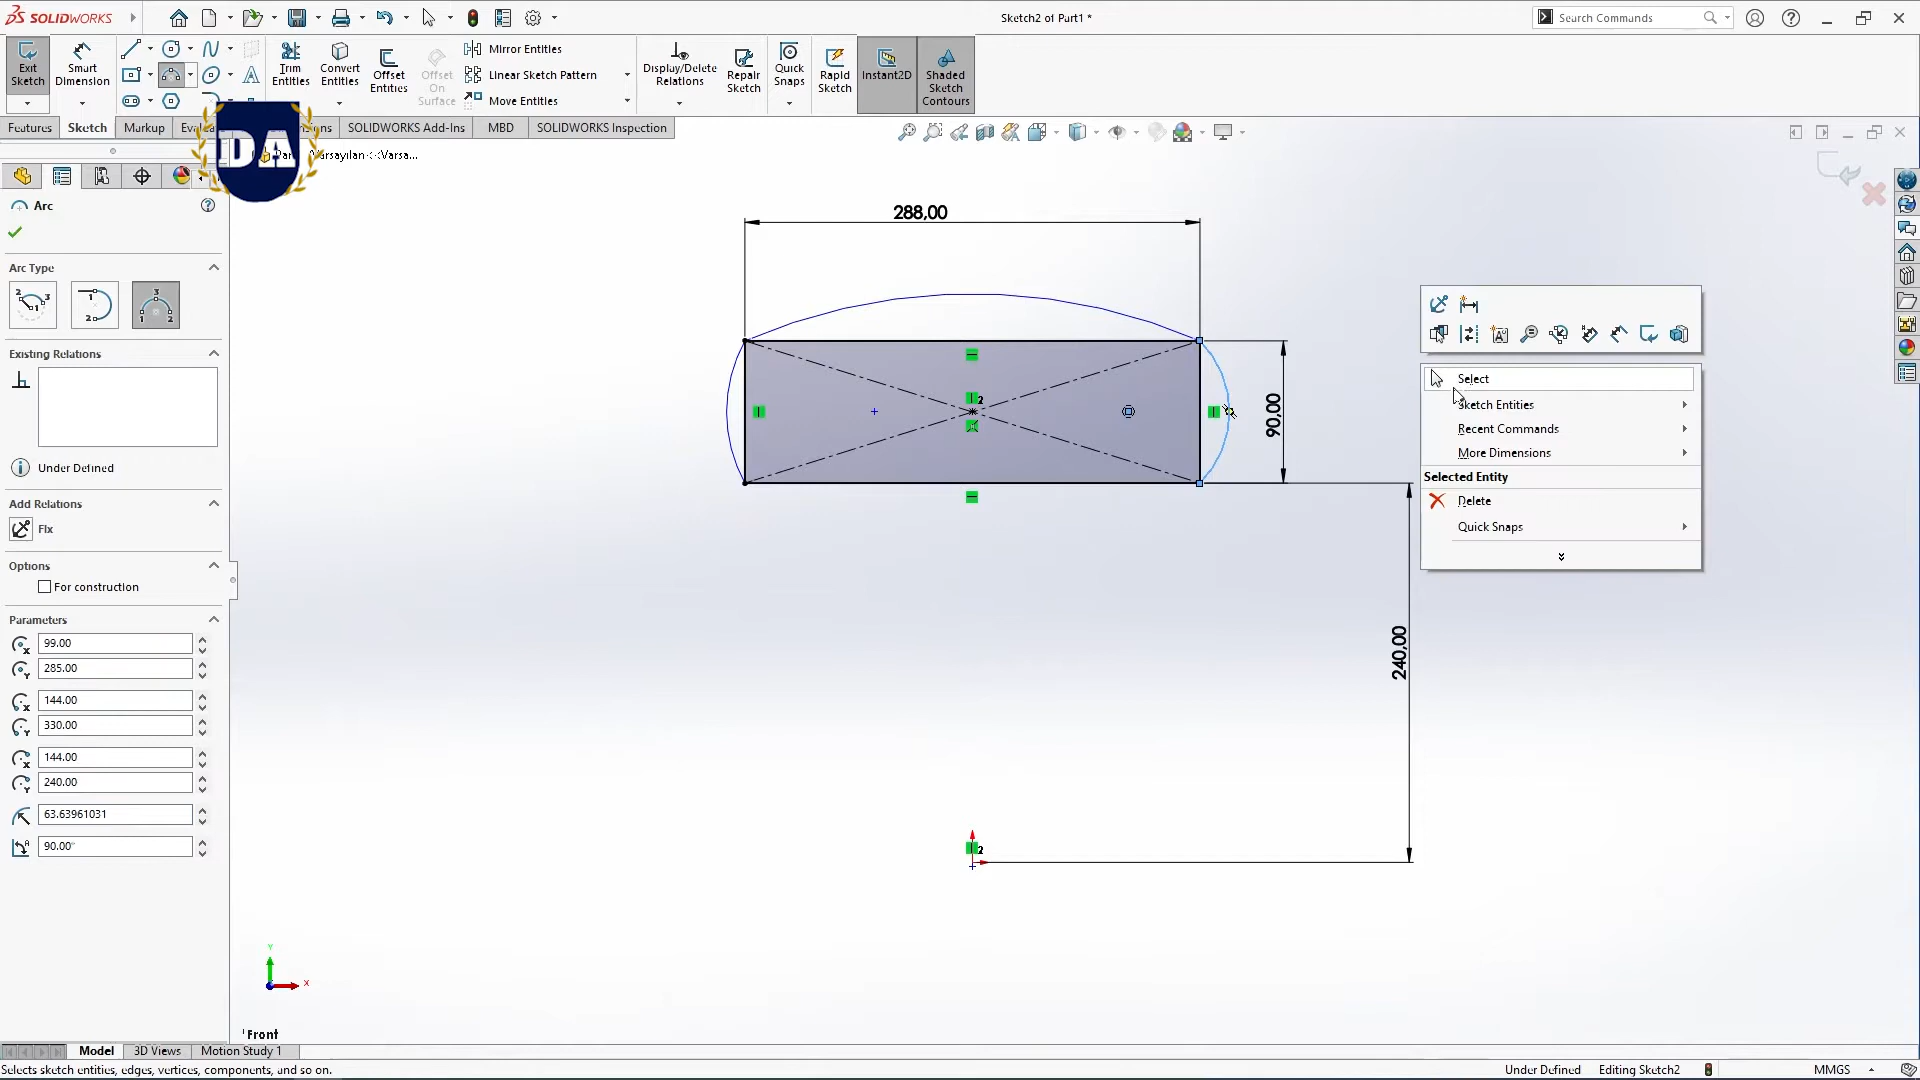 SOLIDWORKS
Sketch2 of Part1 *
Search Commands
Exit Sketch
Smart Dimension
Trim Entities
Convert Entities
Offset Entities
Offset On Surface
Mirror Entities
Linear Sketch Pattern
Move Entities
Display/Delete Relations
Repair Sketch
Quick Snaps
Rapid Sketch
Instant2D
Shaded Sketch Contours
Features
Sketch
Markup
SOLIDWORKS Add-Ins
MBD
SOLIDWORKS Inspection
DA
Arc
Arc Type
Existing Relations
Under Defined
Add Relations
Fix
Options
For construction
Parameters
99.00
285.00
144.00
330.00
144.00
240.00
63.63961031
90.00°
288,00
90,00
240,00
2
2
Select
Sketch Entities
Recent Commands
More Dimensions
Selected Entity
Delete
Quick Snaps
Y
X
Front
Model
3D Views
Motion Study 1
Selects sketch entities, edges, vertices, components, and so on.
Under Defined
Editing Sketch2
MMGS